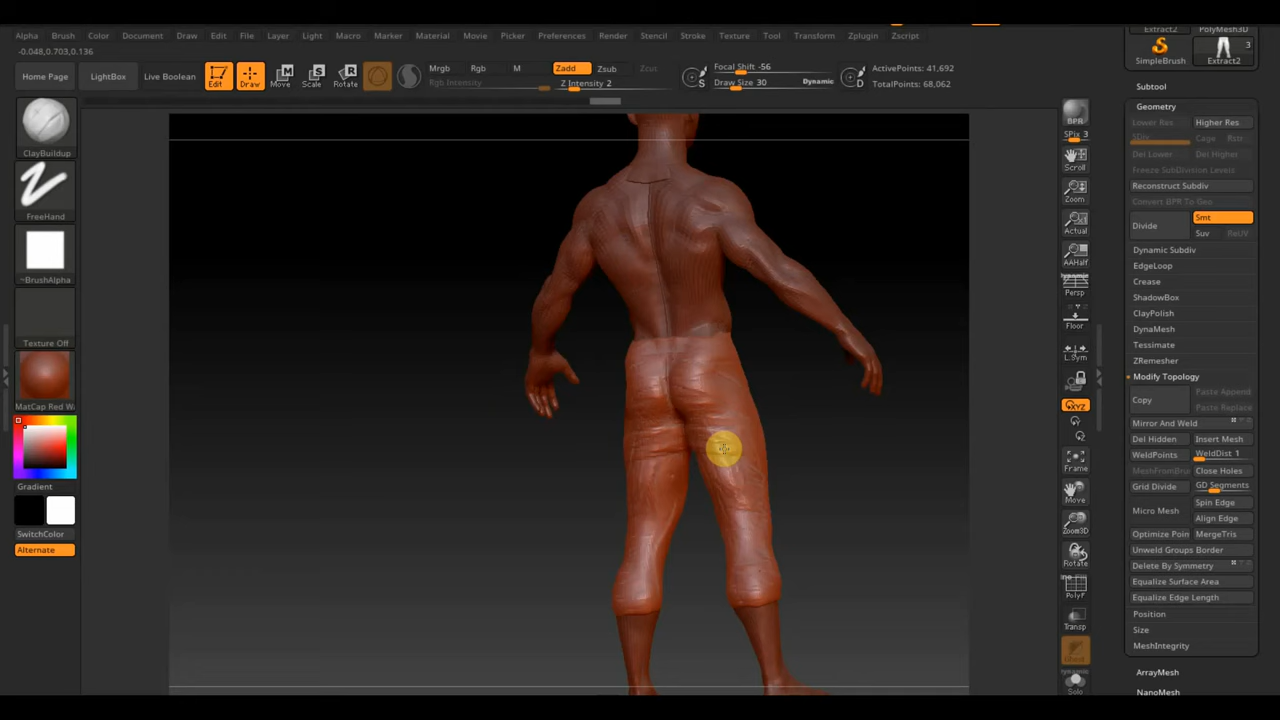 Extract2 PolyMesh3D
Alpha Brush Color Document Draw Edit File Layer Light Macro Marker Material Movie Picker Preferences Render Stencil Stroke Texture Tool Transform Zplugin Zscript
-0.048,0.703,0.136
SimpleBrush Extract2 3
Home Page LightBox Live Boolean Edit Draw Move Scale Rotate
Mrgb Rgb M Zadd Zsub Zcut
Rgb Intensity Z Intensity 2
Focal Shift -56
Draw Size 30 Dynamic
S D
ActivePoints: 41,692
TotalPoints: 68,062
Subtool
Geometry
Lower Res Higher Res
SDiv Cage Rstr
Del Lower Del Higher
Freeze SubDivision Levels
Reconstruct Subdiv
Convert BPR To Geo
Divide Smt
Suv ReUV
Dynamic Subdiv
EdgeLoop
Crease
ShadowBox
ClayPolish
DynaMesh
Tessimate
ZRemesher
Modify Topology
Copy Paste Append
Paste Replace
Mirror And Weld
Del Hidden Insert Mesh
WeldPoints WeldDist 1
MeshFromBru Close Holes
Grid Divide GD Segments
Micro Mesh Spin Edge
Align Edge
Optimize Poin MergeTris
Unweld Groups Border
Delete By Symmetry
Equalize Surface Area
Equalize Edge Length
Position
Size
MeshIntegrity
ArrayMesh
NanoMesh
ClayBuildup
FreeHand
~BrushAlpha
Texture Off
MatCap Red Wa
Gradient
SwitchColor
Alternate
BPR
SPix 3
Scroll
Zoom
Actual
AAHalf
Dynamic
Persp
Floor
L.Sym
XYZ
Frame
Move
Zoom3D
Rotate
PolyF
Transp
Ghost
dynamic
Solo